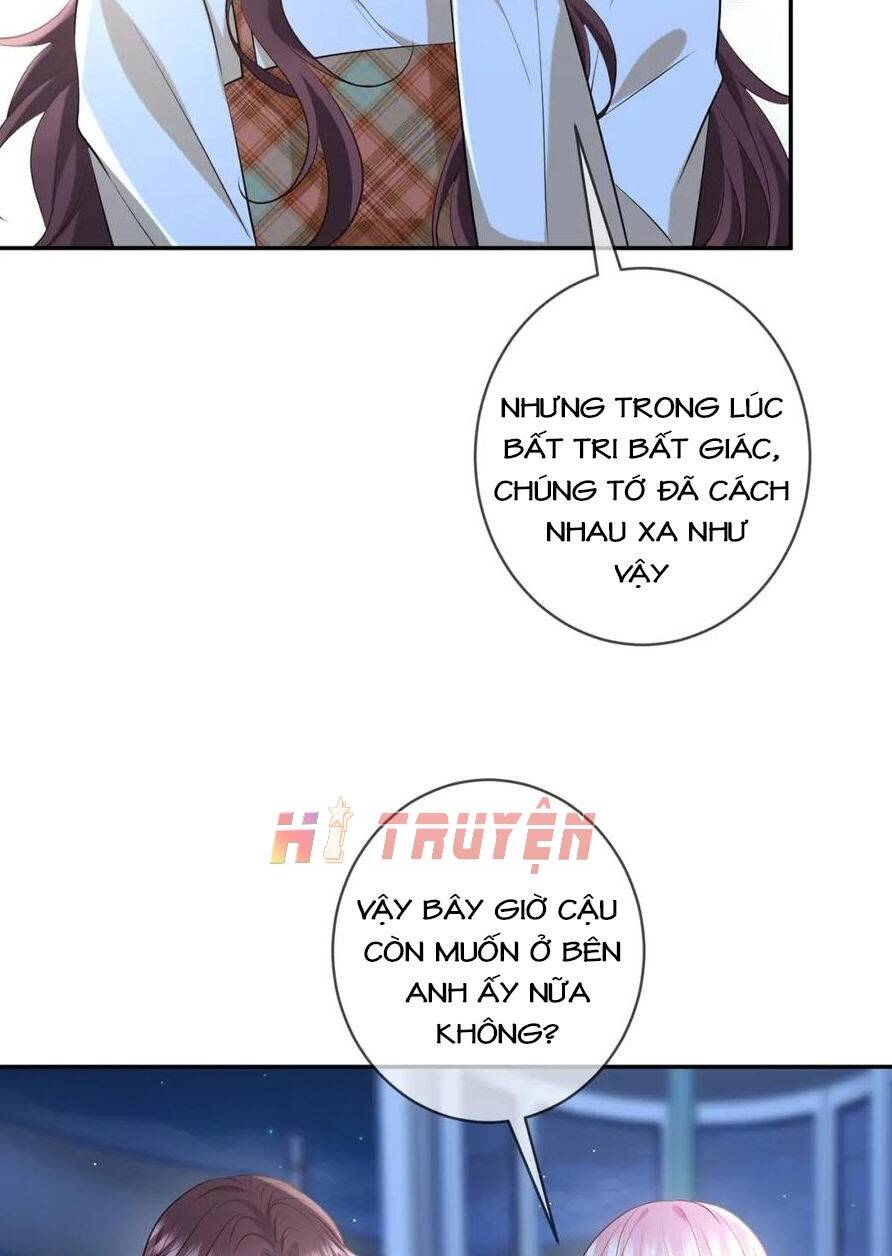 NHƯNG TRONG LÚC
BẤT TRI BẤT GIÁC,
CHÚNG TỚ ĐÃ CÁCH
NHAU XA NHƯ
VẬY
HI TRUYỆN
VẬY BÂY GIỜ CẬU
CÒN MUỐN Ở BÊN
ANH ẤY NỮA
KHÔNG?